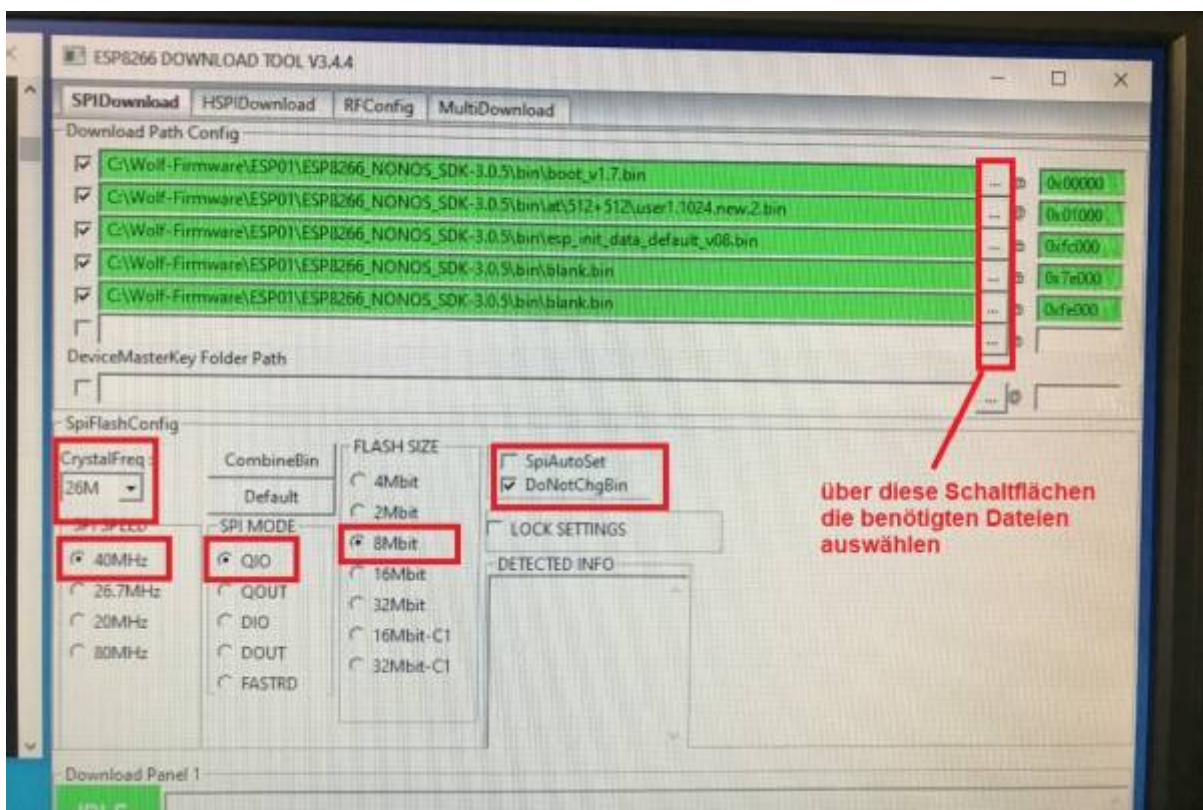 ESP8266 DOWNLOAD TOOL V3.4.4
SPIDownload HSPIDownload RFConfig MultiDownload
Download Path Config
C:\Wolf-Firmware\ESP01\ESP8266_NONOS_SDK-3.0.5\bin\boot_v1.7.bin ... @ 0x00000
C:\Wolf-Firmware\ESP01\ESP8266_NONOS_SDK-3.0.5\bin\at\512+512\user1.1024.new.2.bin ... @ 0x01000
C:\Wolf-Firmware\ESP01\ESP8266_NONOS_SDK-3.0.5\bin\esp_init_data_default_v08.bin ... @ 0xfc000
C:\Wolf-Firmware\ESP01\ESP8266_NONOS_SDK-3.0.5\bin\blank.bin ... @ 0x7e000
C:\Wolf-Firmware\ESP01\ESP8266_NONOS_SDK-3.0.5\bin\blank.bin ... @ 0xfe000
... @
DeviceMasterKey Folder Path
... @
SpiFlashConfig
CrystalFreq :
26M
SPI SPEED
40MHz
26.7MHz
20MHz
80MHz
CombineBin
Default
SPI MODE
QIO
QOUT
DIO
DOUT
FASTRD
FLASH SIZE
4Mbit
2Mbit
8Mbit
16Mbit
32Mbit
16Mbit-C1
32Mbit-C1
SpiAutoSet
DoNotChgBin
LOCK SETTINGS
DETECTED INFO
über diese Schaltflächen
die benötigten Dateien
auswählen
Download Panel 1
IDLE